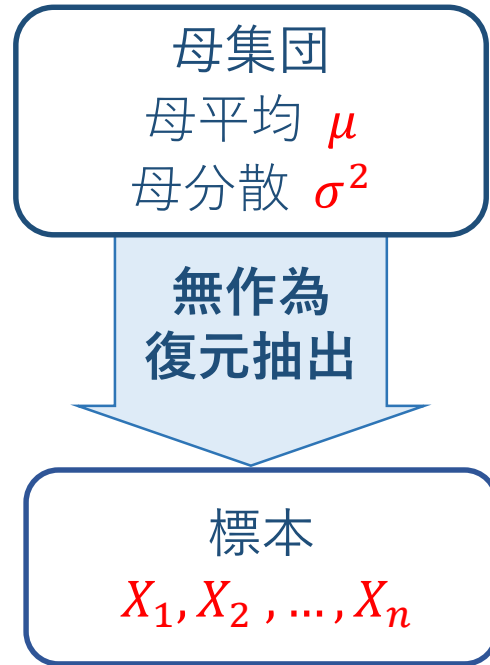 母集団
母平均 μ
母分散 σ²
無作為
復元抽出
標本
X₁, X₂ , … , Xₙ